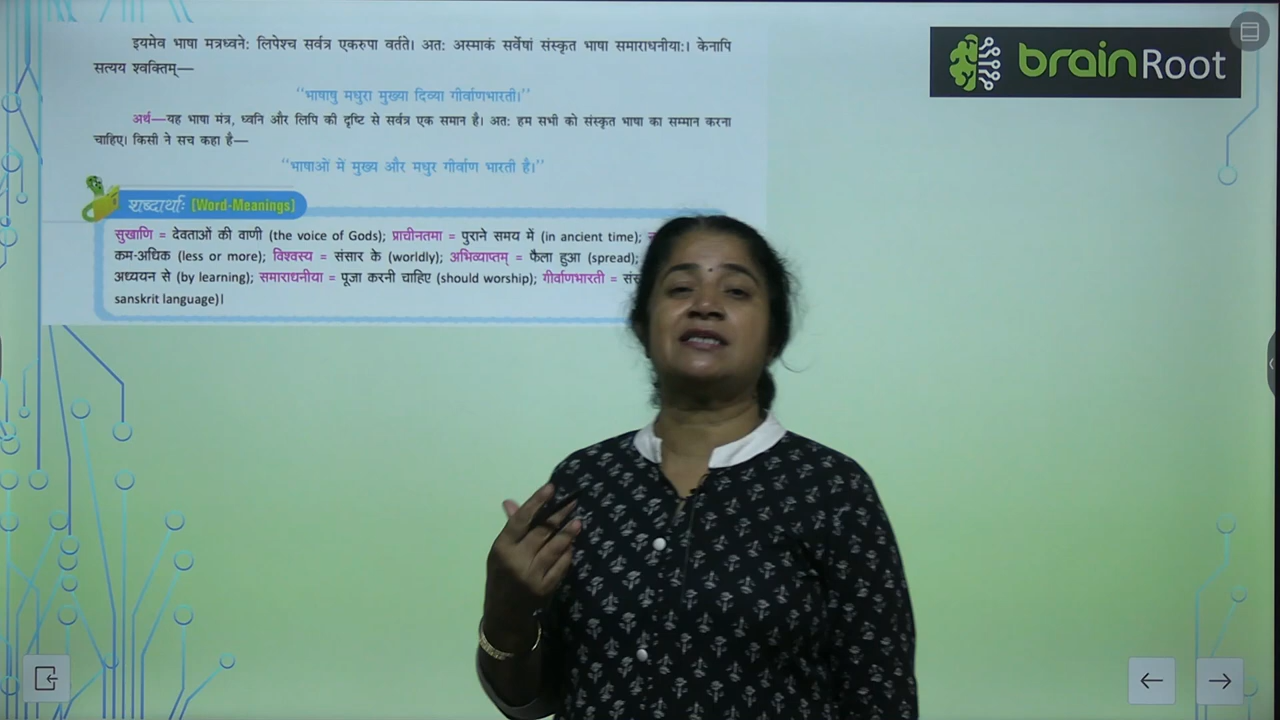 इयमेव भाषा मत्रध्वनेः लिपेश्च सर्वत्र एकरुपा वर्तते। अतः अस्माकं सर्वेषां संस्कृत भाषा समाराधनीयाः। केनापि
सत्यय श्वक्तिम्—
“भाषाषु मधुरा मुख्या दिव्या गीर्वाणभारती।”
अर्थ—यह भाषा मंत्र, ध्वनि और लिपि की दृष्टि से सर्वत्र एक समान है। अतः हम सभी को संस्कृत भाषा का सम्मान करना
चाहिए। किसी ने सच कहा है—
“भाषाओं में मुख्य और मधुर गीर्वाण भारती है।”
शब्दार्थाः [Word-Meanings]
सुखाणि = देवताओं की वाणी (the voice of Gods); प्राचीनतमा = पुराने समय में (in ancient time);
कम-अधिक (less or more); विश्वस्य = संसार के (worldly); अभिव्याप्तम् = फैला हुआ (spread);
अध्ययन से (by learning); समाराधनीया = पूजा करनी चाहिए (should worship); गीर्वाणभारती =
sanskrit language)।
brainRoot